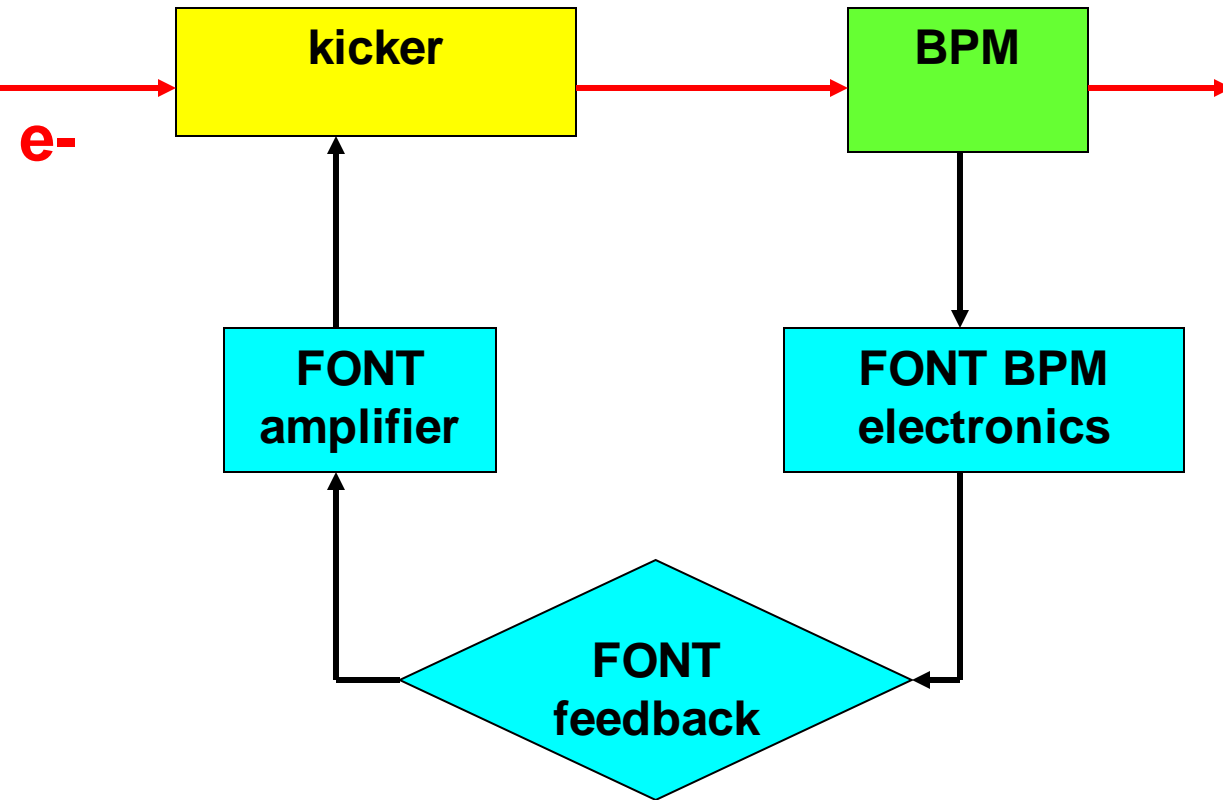 kicker
BPM
e-
FONT
amplifier
FONT BPM
electronics
FONT
feedback